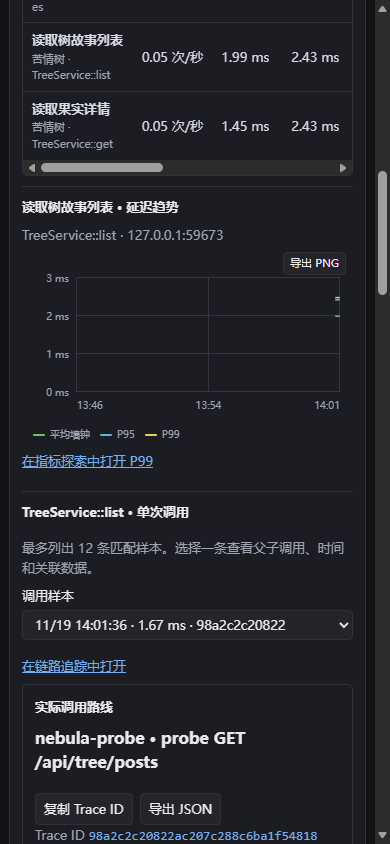 es
读取树故事列表
苦情树 ·
TreeService::list
0.05 次/秒
1.99 ms
2.43 ms
读取果实详情
苦情树 ·
TreeService::get
0.05 次/秒
1.45 ms
2.43 ms
读取树故事列表 • 延迟趋势
TreeService::list · 127.0.0.1:59673
导出 PNG
3 ms
2 ms
1 ms
0 ms
13:46
13:54
14:01
平均墙钟
P95
P99
在指标探索中打开 P99
TreeService::list • 单次调用
最多列出 12 条匹配样本。选择一条查看父子调用、时间
和关联数据。
调用样本
11/19 14:01:36 · 1.67 ms · 98a2c2c20822
在链路追踪中打开
实际调用路线
nebula-probe • probe GET
/api/tree/posts
复制 Trace ID
导出 JSON
Trace ID 98a2c2c20822ac207c288c6ba1f54818